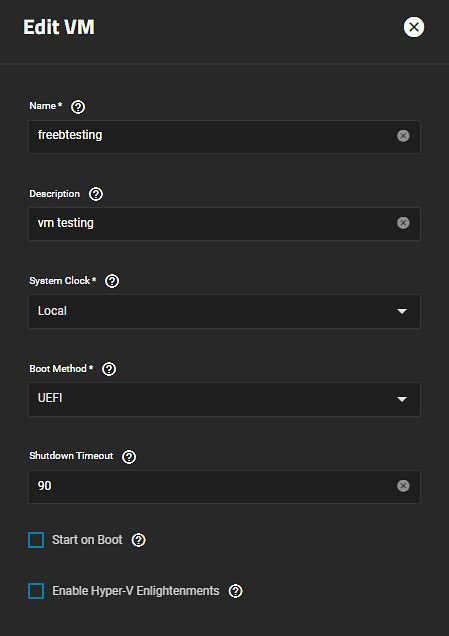 Edit VM
Name *
freebtesting
Description
vm testing
System Clock *
Local
Boot Method *
UEFI
Shutdown Timeout
90
Start on Boot
Enable Hyper-V Enlightenments